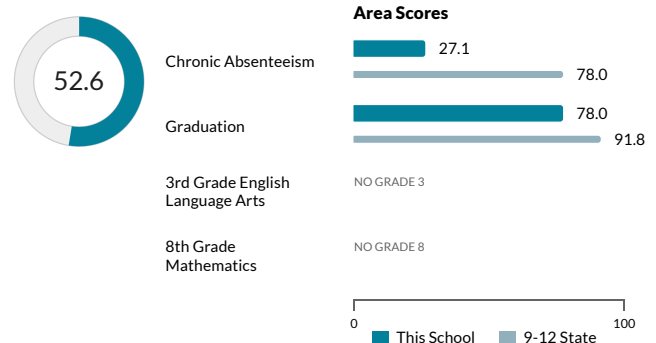 Area Scores
52.6
Chronic Absenteeism
27.1
78.0
Graduation
78.0
91.8
3rd Grade English
Language Arts
NO GRADE 3
8th Grade
Mathematics
NO GRADE 8
0
100
This School
9-12 State